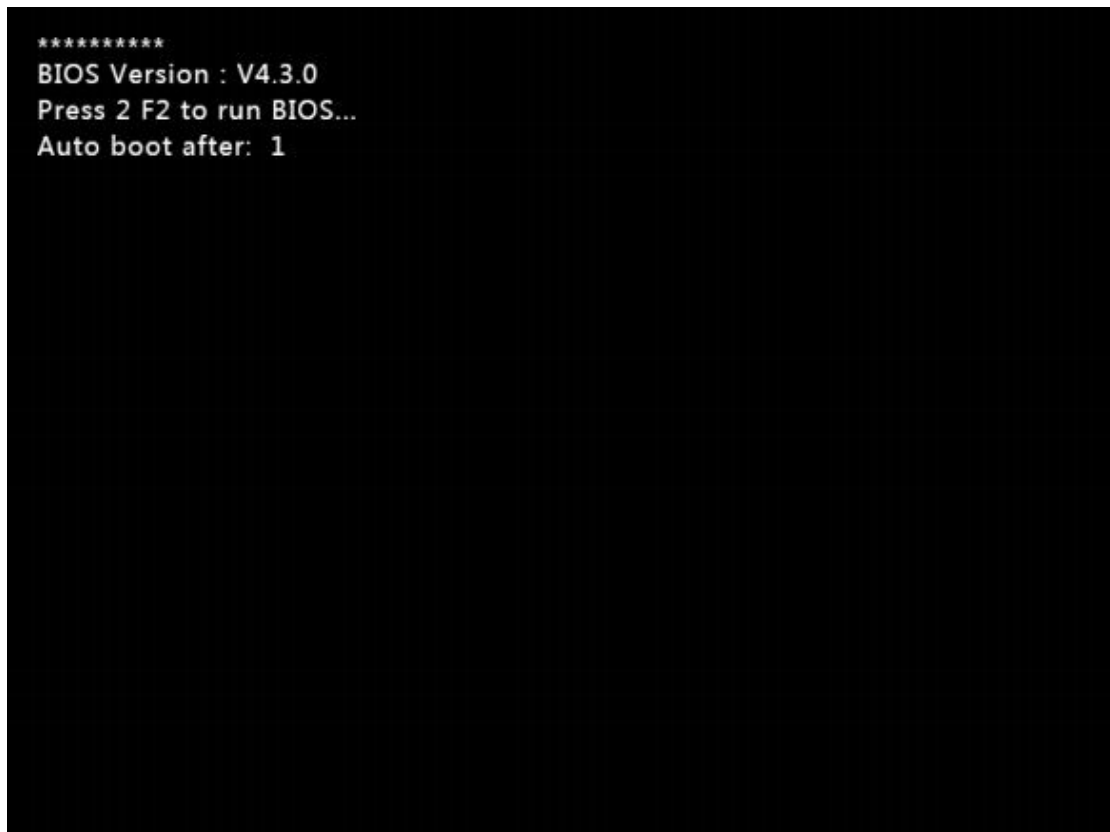 **********
BIOS Version : V4.3.0
Press 2 F2 to run BIOS...
Auto boot after:  1